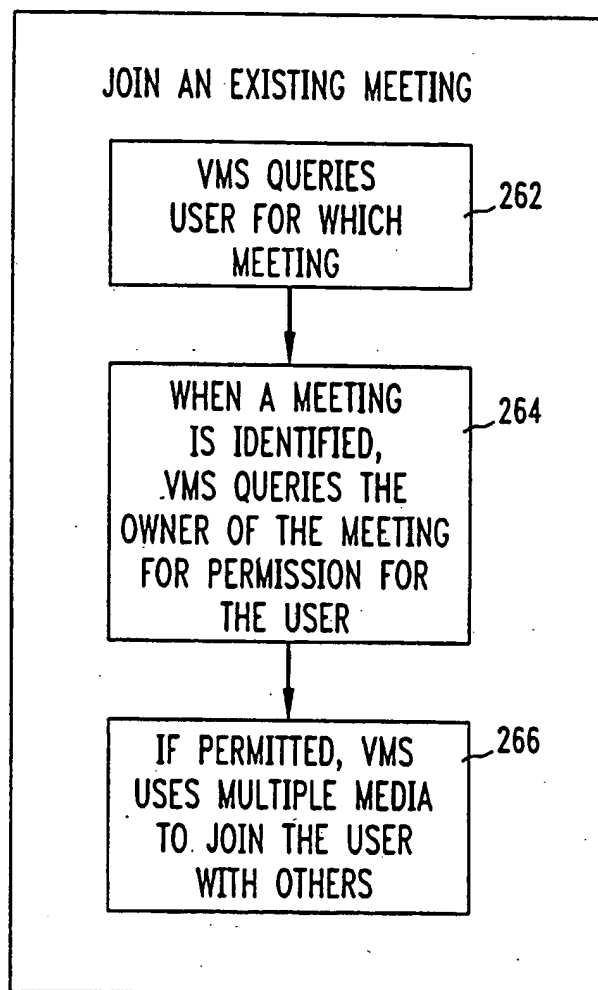 JOIN AN EXISTING MEETING
VMS QUERIES
USER FOR WHICH
MEETING
262
WHEN A MEETING
IS IDENTIFIED,
VMS QUERIES THE
OWNER OF THE MEETING
FOR PERMISSION FOR
THE USER
264
IF PERMITTED, VMS
USES MULTIPLE MEDIA
TO JOIN THE USER
WITH OTHERS
266